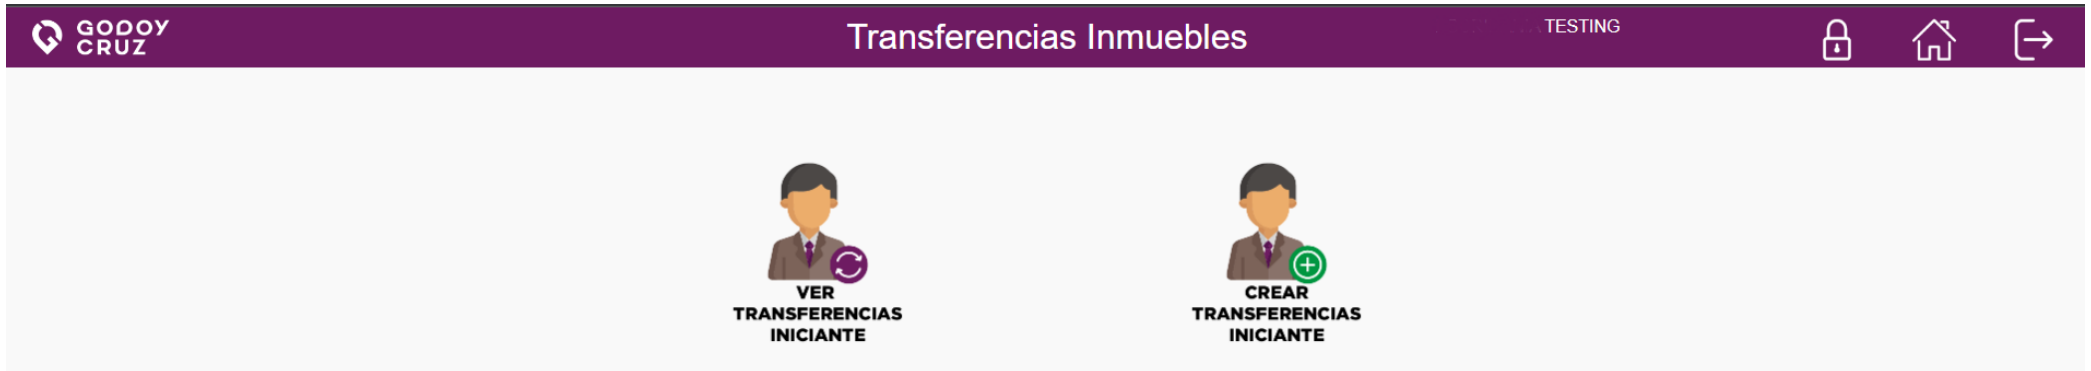 GODOY
CRUZ
Transferencias Inmuebles
TESTING
VER
TRANSFERENCIAS
INICIANTE
CREAR
TRANSFERENCIAS
INICIANTE